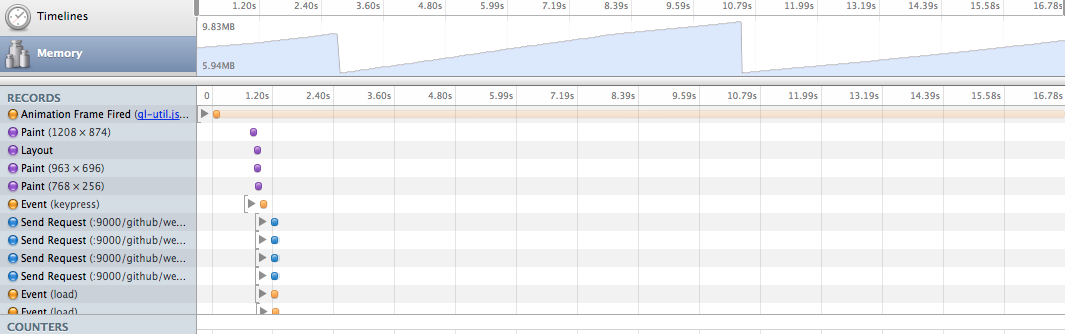 Timelines
1.20s 2.40s 3.60s 4.80s 5.99s 7.19s 8.39s 9.59s 10.79s 11.99s 13.19s 14.39s 15.58s 16.78s
Memory
9.83MB
5.94MB
RECORDS
0 1.20s 2.40s 3.60s 4.80s 5.99s 7.19s 8.39s 9.59s 10.79s 11.99s 13.19s 14.39s 15.58s 16.78s
Animation Frame Fired (gl-util.js...
Paint (1208 × 874)
Layout
Paint (963 × 696)
Paint (768 × 256)
Event (keypress)
Send Request (:9000/github/we...
Send Request (:9000/github/we...
Send Request (:9000/github/we...
Send Request (:9000/github/we...
Event (load)
Event (load)
COUNTERS